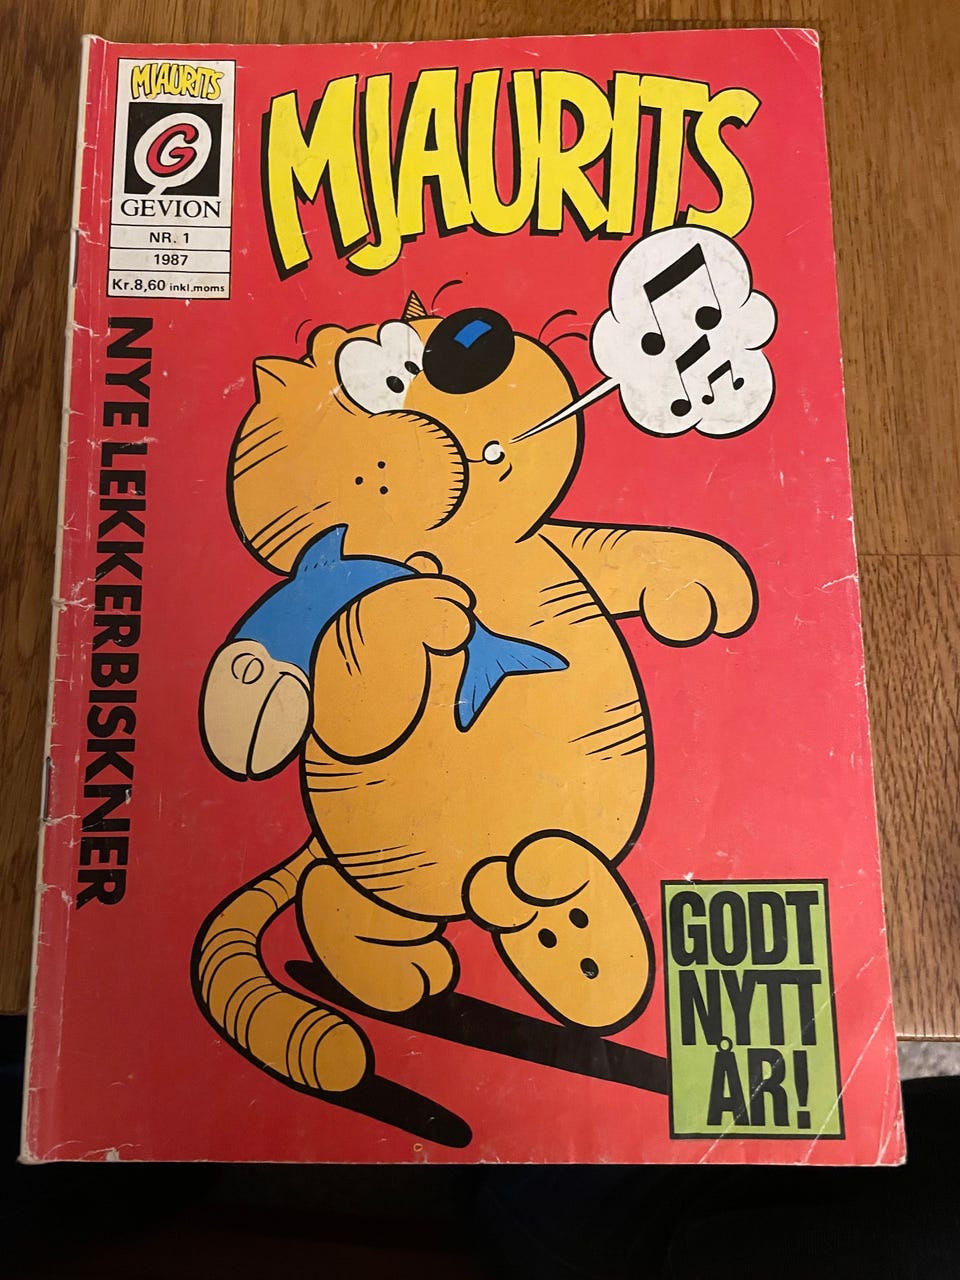 MJAURITS
G
GEVION
NR. 1
1987
Kr.8,60 inkl.moms
MJAURITS
NYE LEKKERBISKNER
GODT
NYTT
ÅR!